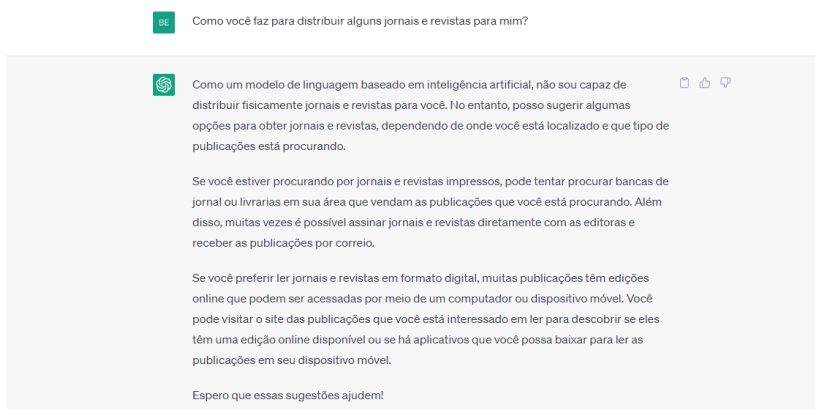 BE
Como você faz para distribuir alguns jornais e revistas para mim?
Como um modelo de linguagem baseado em inteligência artificial, não sou capaz de
distribuir fisicamente jornais e revistas para você. No entanto, posso sugerir algumas
opções para obter jornais e revistas, dependendo de onde você está localizado e que tipo de
publicações está procurando.
Se você estiver procurando por jornais e revistas impressos, pode tentar procurar bancas de
jornal ou livrarias em sua área que vendam as publicações que você está procurando. Além
disso, muitas vezes é possível assinar jornais e revistas diretamente com as editoras e
receber as publicações por correio.
Se você preferir ler jornais e revistas em formato digital, muitas publicações têm edições
online que podem ser acessadas por meio de um computador ou dispositivo móvel. Você
pode visitar o site das publicações que você está interessado em ler para descobrir se eles
têm uma edição online disponível ou se há aplicativos que você possa baixar para ler as
publicações em seu dispositivo móvel.
Espero que essas sugestões ajudem!